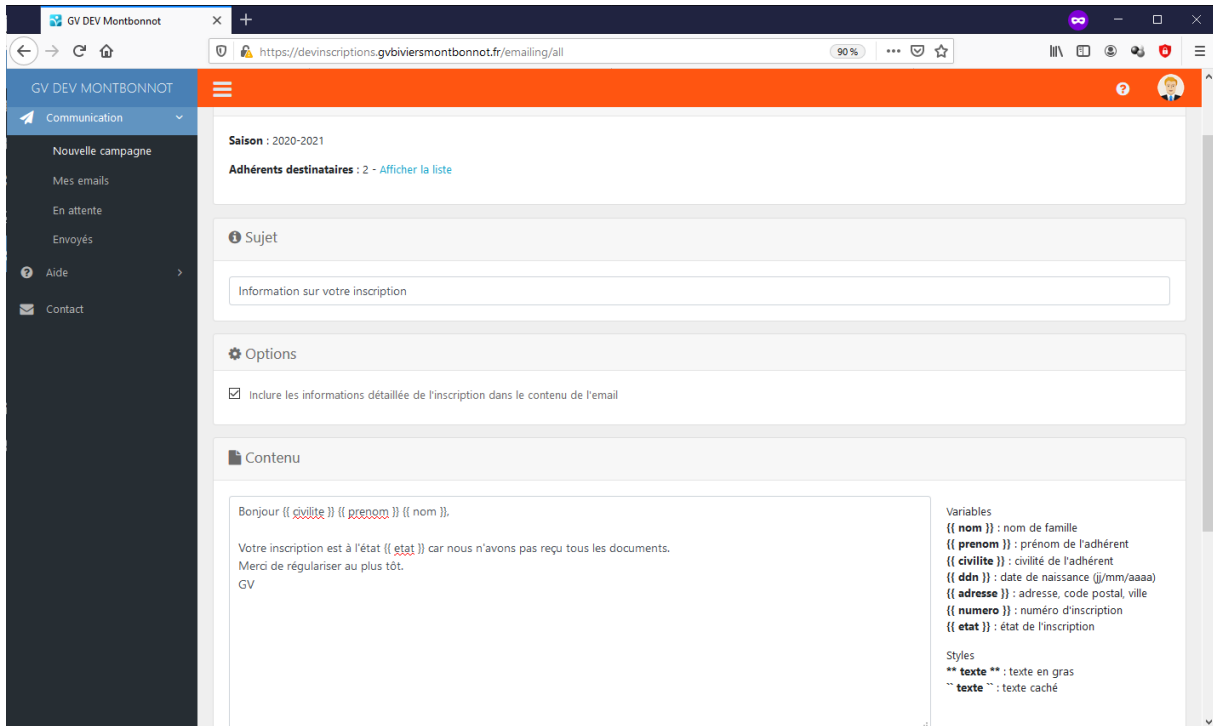 GV DEV Montbonnot
https://devinscriptions.gvbiviersmontbonnot.fr/emailing/all
90 %
GV DEV MONTBONNOT
Communication
Nouvelle campagne
Mes emails
En attente
Envoyés
Aide
Contact
Saison : 2020-2021
Adhérents destinataires : 2 - Afficher la liste
Sujet
Information sur votre inscription
Options
Inclure les informations détaillée de l'inscription dans le contenu de l'email
Contenu
Bonjour {{ civilite }} {{ prenom }} {{ nom }},
Votre inscription est à l'état {{ etat }} car nous n'avons pas reçu tous les documents.
Merci de régulariser au plus tôt.
GV
Variables
{{ nom }} : nom de famille
{{ prenom }} : prénom de l'adhérent
{{ civilite }} : civilité de l'adhérent
{{ ddn }} : date de naissance (jj/mm/aaaa)
{{ adresse }} : adresse, code postal, ville
{{ numero }} : numéro d'inscription
{{ etat }} : état de l'inscription
Styles
** texte ** : texte en gras
`` texte `` : texte caché